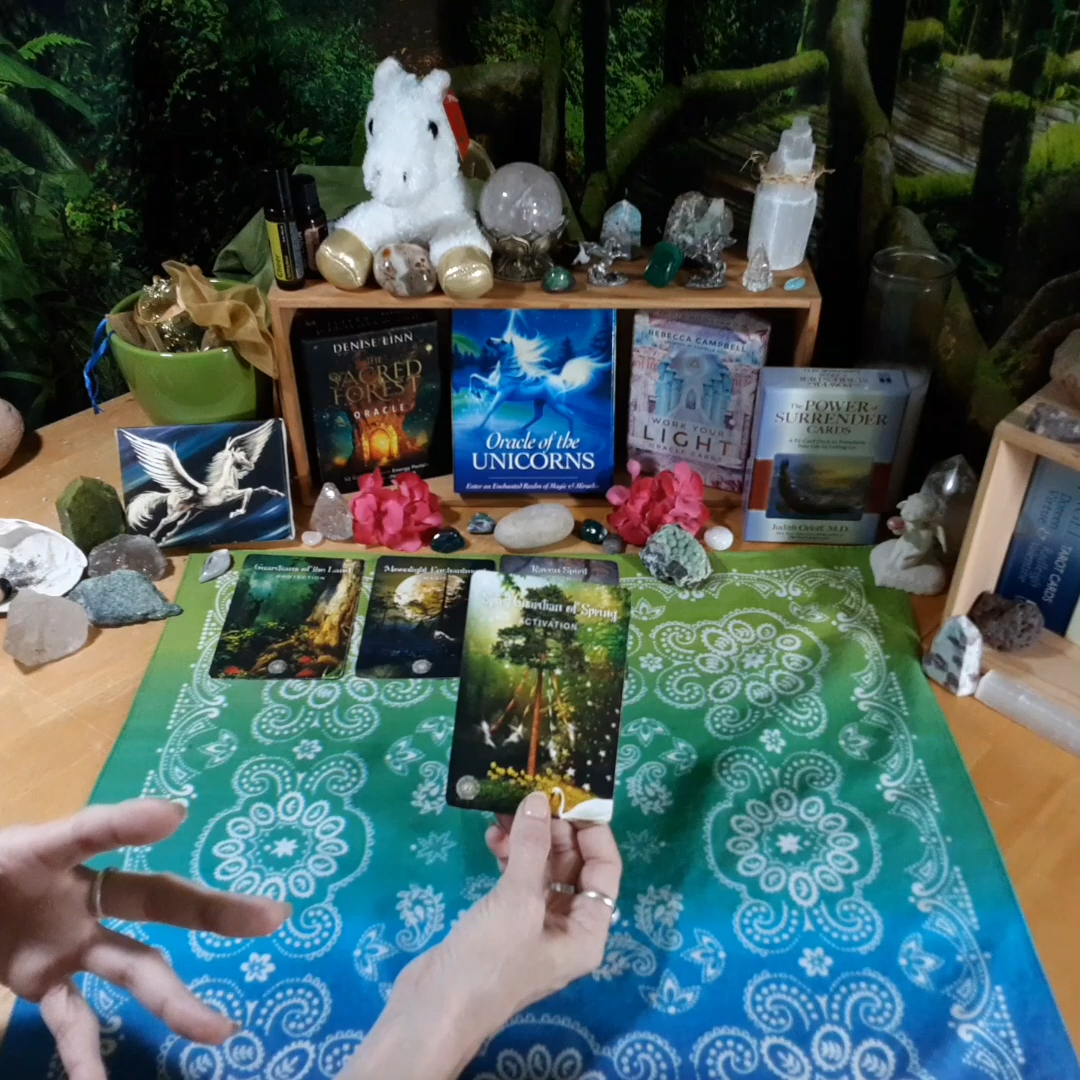 DENISE LINN
THE
SACRED
FOREST
ORACLE
Oracle of the
UNICORNS
Enter an Enchanted Realm of Magic & Miracles
REBECCA CAMPBELL
WORK YOUR
LIGHT
ORACLE CARDS
The POWER of
SURRENDER
CARDS
Judith Orloff, M.D.
TAROT CARDS
Guardians of the Land
PROTECTION
Moonlight Enchantment
MAGIC
Raven Spirit
Guardian of Spring
ACTIVATION